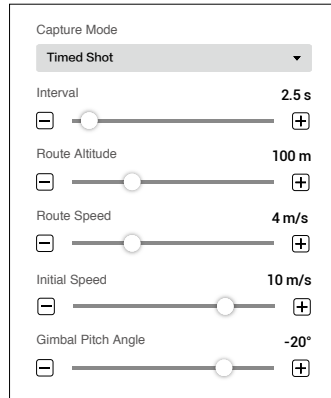 Capture Mode
Timed Shot
Interval 2.5 s
Route Altitude 100 m
Route Speed 4 m/s
Initial Speed 10 m/s
Gimbal Pitch Angle -20°